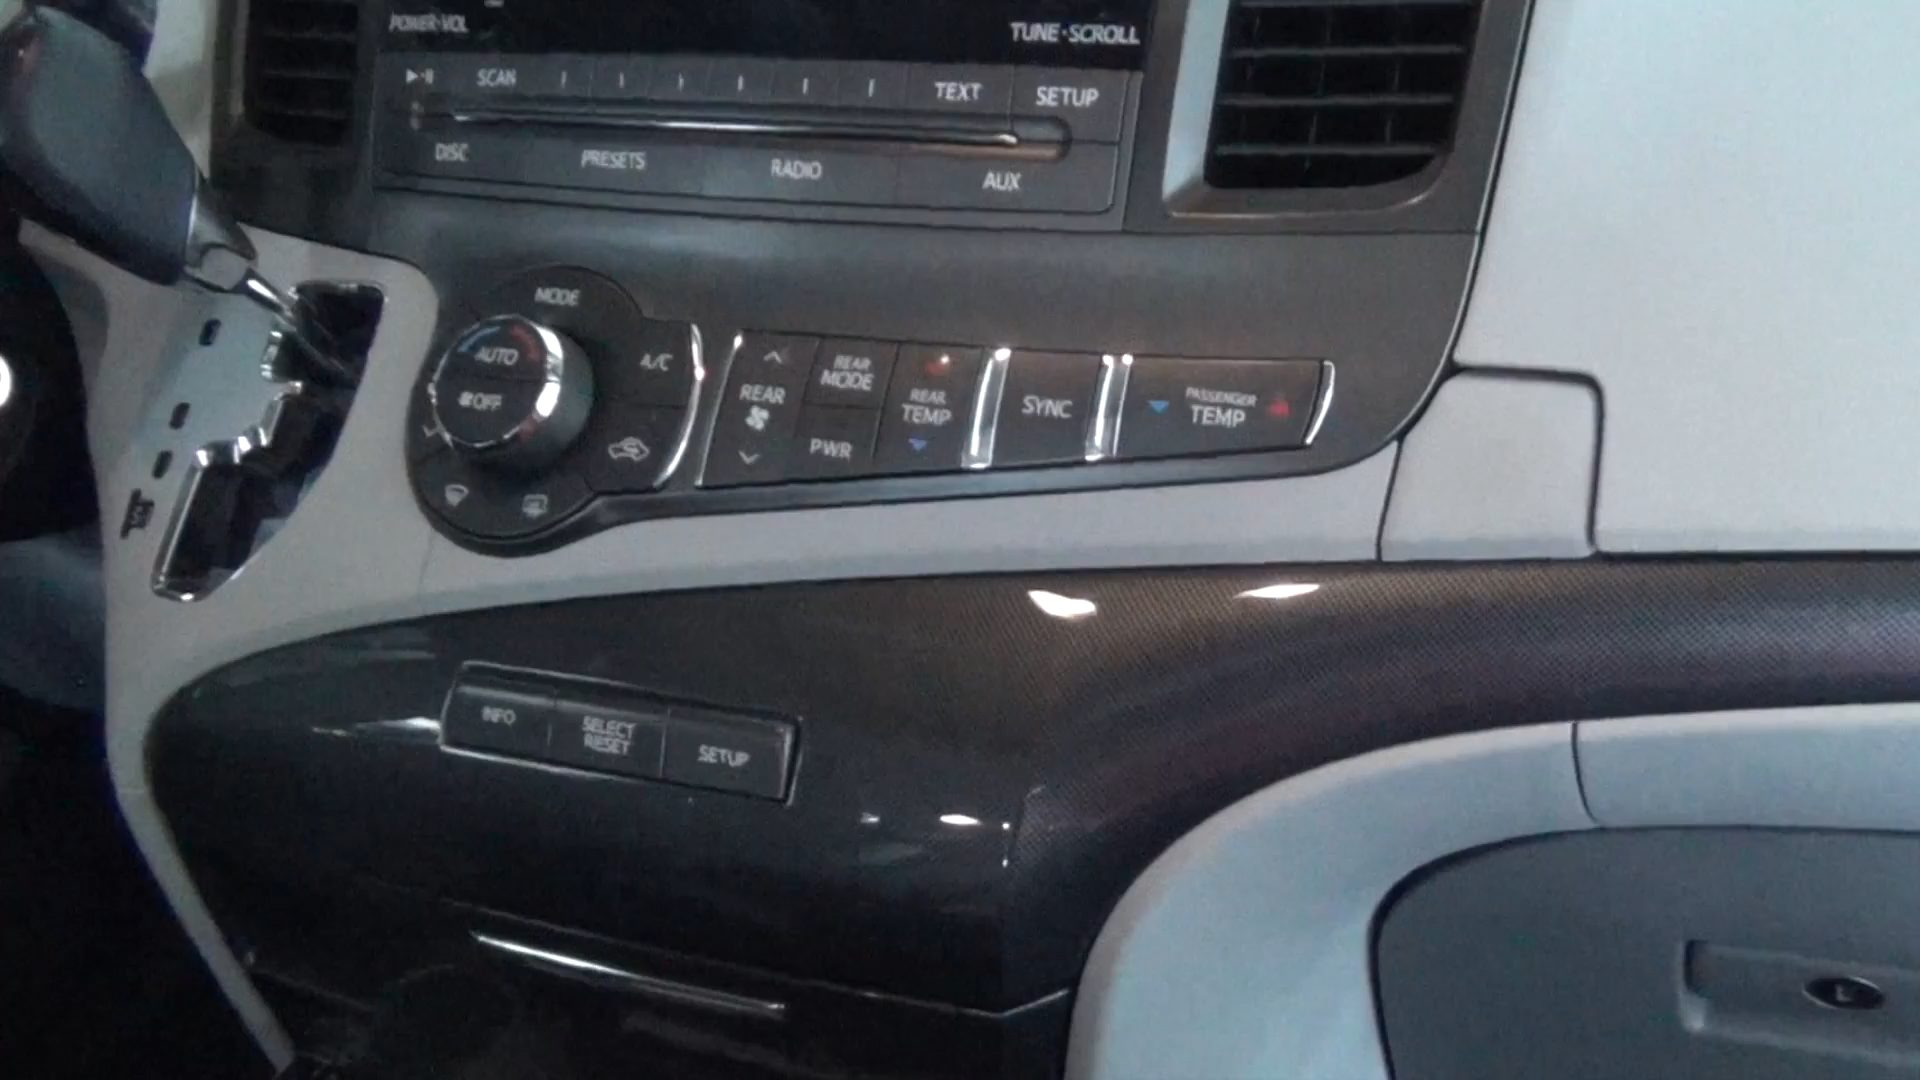 POWER·VOL
TUNE·SCROLL
SCAN
TEXT
SETUP
DISC
PRESETS
RADIO
AUX
MODE
AUTO
OFF
A/C
REAR
REAR
MODE
PWR
REAR
TEMP
SYNC
PASSENGER
TEMP
INFO
SELECT
RESET
SETUP